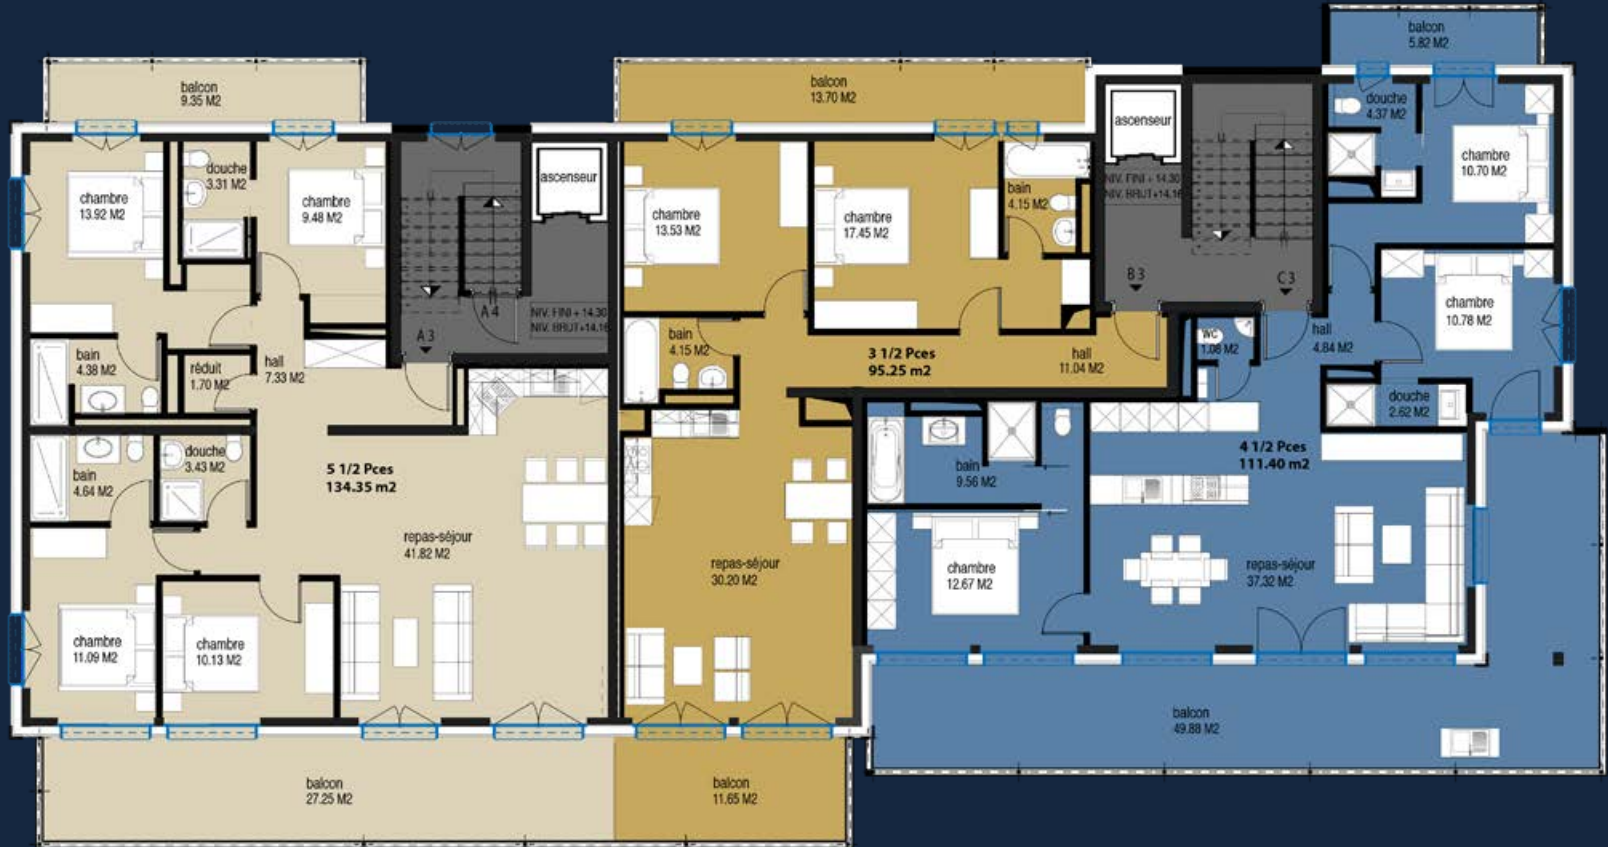 balcon
9.35 M2
balcon
13.70 M2
balcon
5.82 M2
chambre
13.92 M2
douche
3.31 M2
chambre
9.48 M2
ascenseur
NIV. FINI + 14.30
NIV. BRUT+14.16
A 3
A 4
bain
4.38 M2
réduit
1.70 M2
hall
7.33 M2
bain
4.64 M2
douche
3.43 M2
5 1/2 Pces
134.35 m2
repas-séjour
41.82 M2
chambre
11.09 M2
chambre
10.13 M2
balcon
27.25 M2
chambre
13.53 M2
chambre
17.45 M2
bain
4.15 M2
bain
4.15 M2
3 1/2 Pces
95.25 m2
hall
11.04 M2
repas-séjour
30.20 M2
balcon
11.65 M2
ascenseur
NIV. FINI + 14.30
NIV. BRUT+14.16
B 3
C 3
douche
4.37 M2
chambre
10.70 M2
chambre
10.78 M2
hall
4.84 M2
WC
1.08 M2
douche
2.62 M2
4 1/2 Pces
111.40 m2
bain
9.56 M2
chambre
12.67 M2
repas-séjour
37.32 M2
balcon
49.88 M2